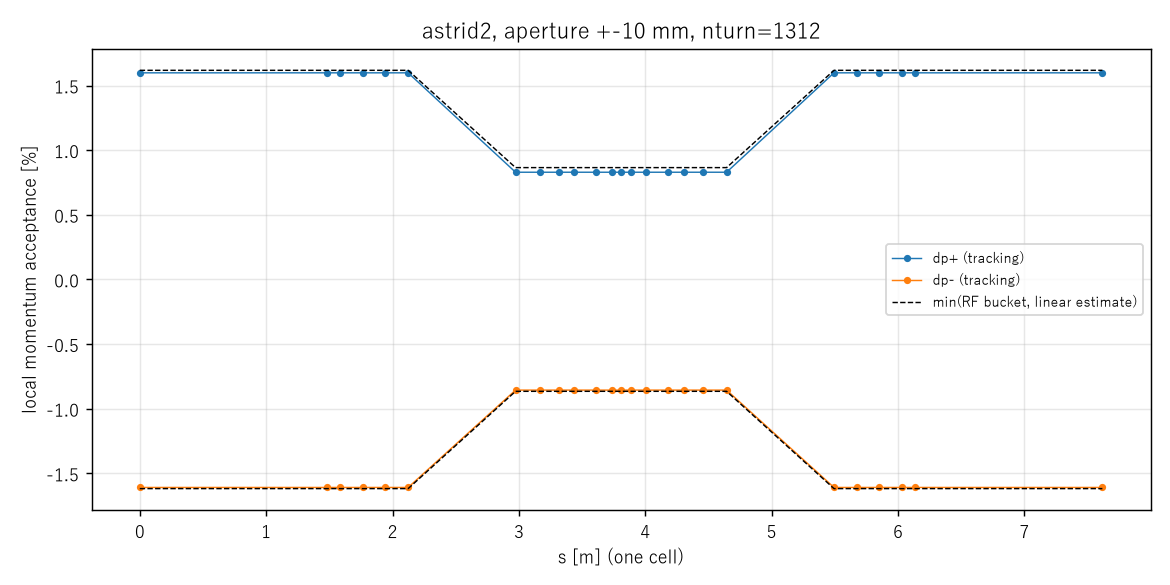 astrid2, aperture +-10 mm, nturn=1312
local momentum acceptance [%]
1.5
1.0
0.5
0.0
-0.5
-1.0
-1.5
dp+ (tracking)
dp- (tracking)
min(RF bucket, linear estimate)
0 1 2 3 4 5 6 7
s [m] (one cell)